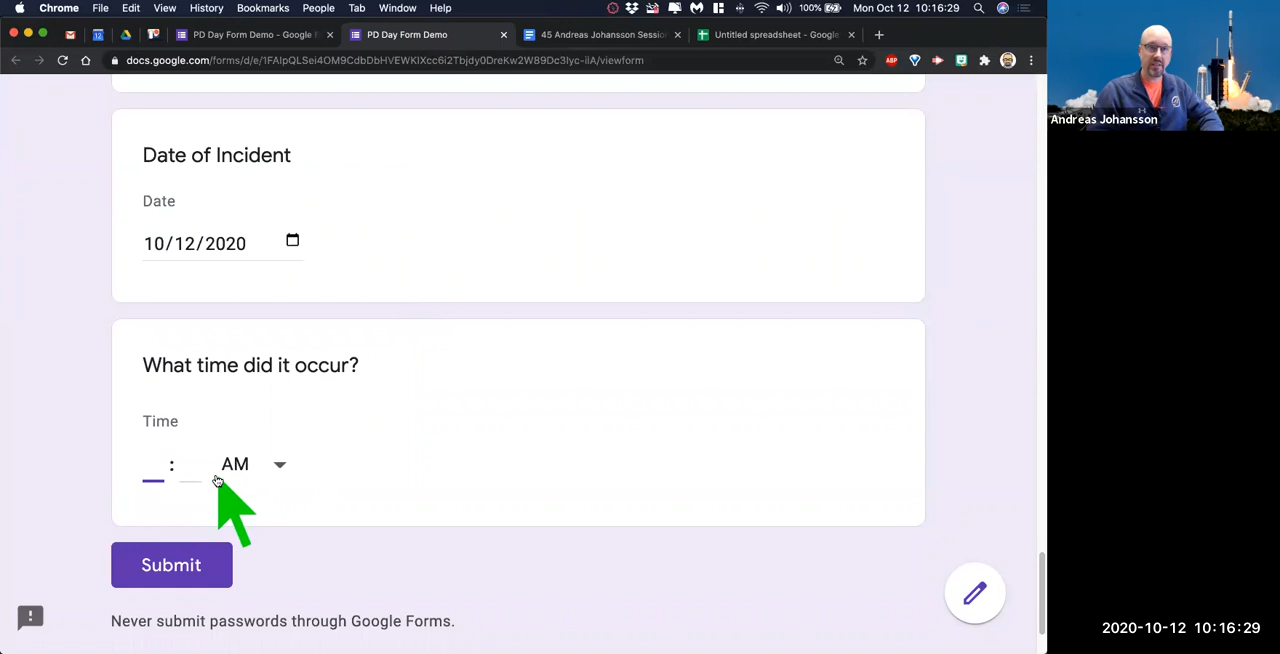 Chrome File Edit View History Bookmarks People Tab Window Help 100% Mon Oct 12 10:16:29
PD Day Form Demo - Google F × PD Day Form Demo × 45 Andreas Johansson Sessio × Untitled spreadsheet - Google × +
docs.google.com/forms/d/e/1FAIpQLSei4OM9CdbDbHVEWKIXcc6i2Tbjdy0DreKw2W89Dc3Iyc-ilA/viewform ABP
Andreas Johansson
Date of Incident
Date
10/12/2020
What time did it occur?
Time
: AM
Submit
Never submit passwords through Google Forms.
2020-10-12 10:16:29